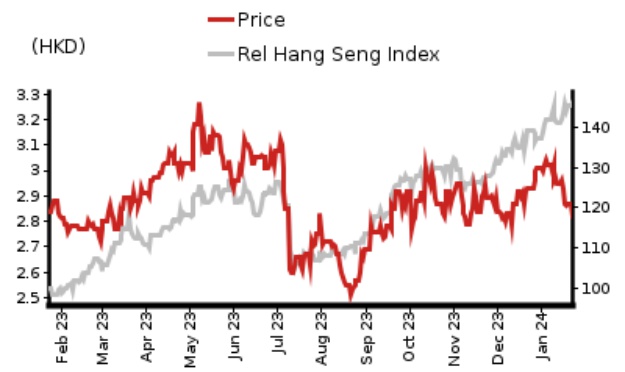 Price
(HKD)
Rel Hang Seng Index
3.3
3.2
3.1
3
2.9
2.8
2.7
2.6
2.5
140
130
120
110
100
Feb 23
Mar 23
Apr 23
May 23
Jun 23
Jul 23
Aug 23
Sep 23
Oct 23
Nov 23
Dec 23
Jan 24